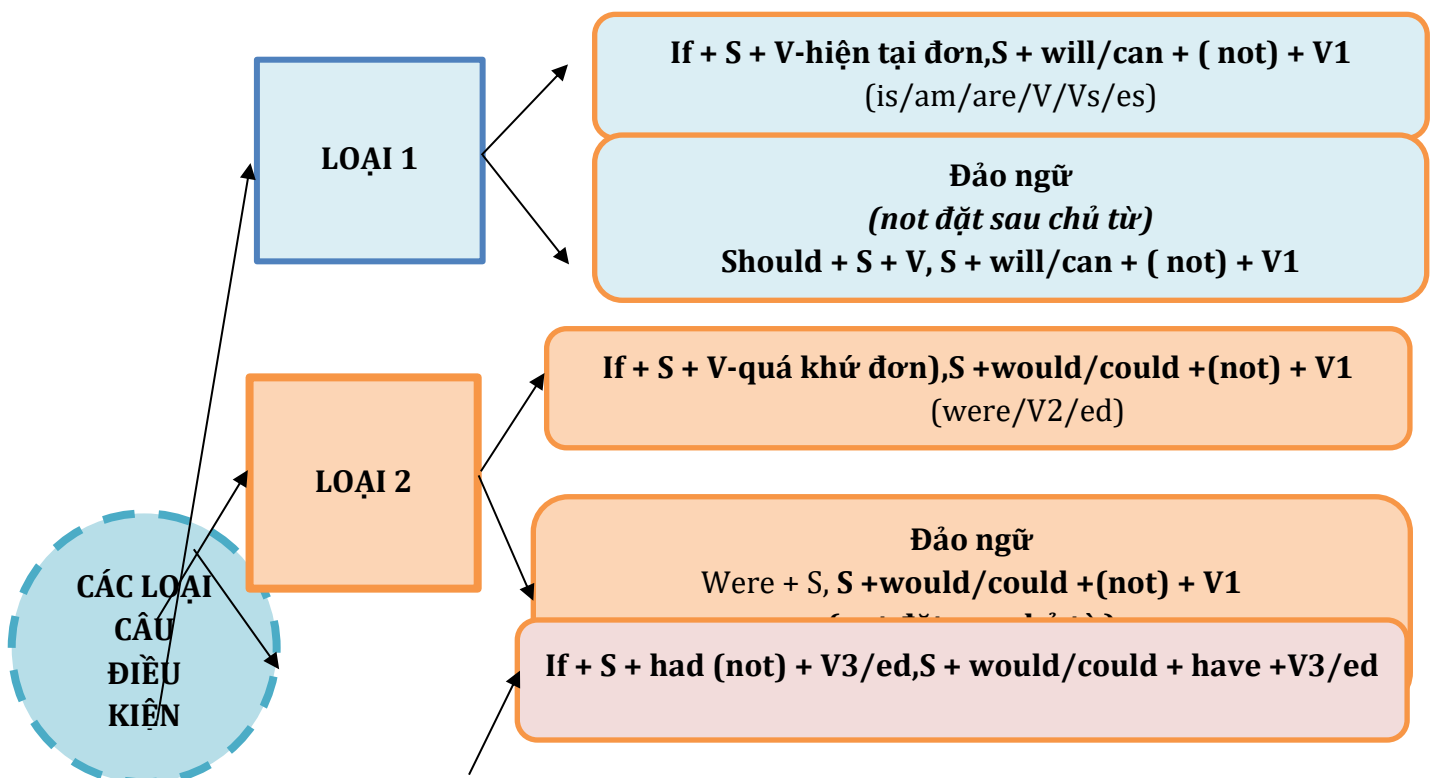 If + S + V-hiện tại đơn,S + will/can + ( not) + V1
(is/am/are/V/Vs/es)
LOẠI 1
Đảo ngữ
(not đặt sau chủ từ)
Should + S + V, S + will/can + ( not) + V1
If + S + V-quá khứ đơn),S +would/could +(not) + V1
(were/V2/ed)
LOẠI 2
Đảo ngữ
Were + S, S +would/could +(not) + V1
CÁC LOẠI
CÂU
ĐIỀU
KIỆN
If + S + had (not) + V3/ed,S + would/could + have +V3/ed